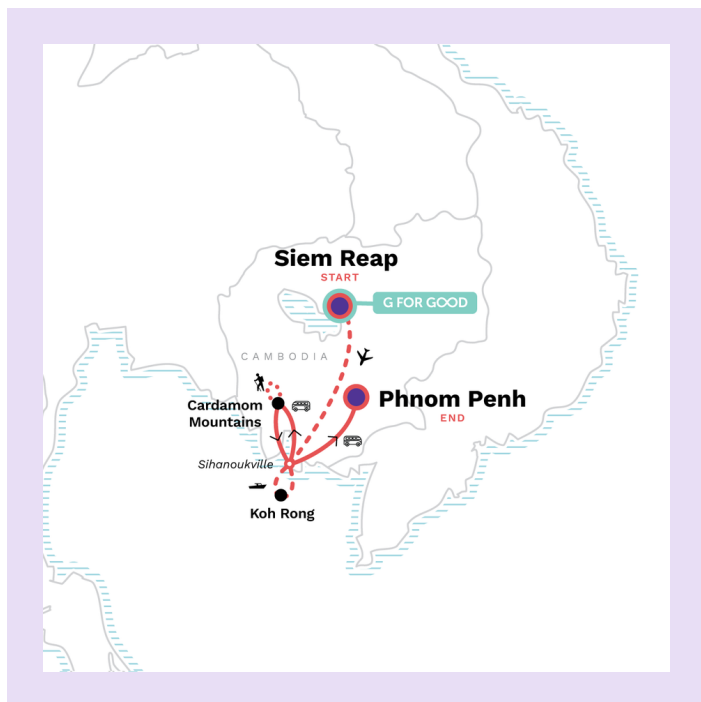 Siem Reap
START
G FOR GOOD
CAMBODIA
Phnom Penh
END
Cardamom
Mountains
Sihanoukville
Koh Rong